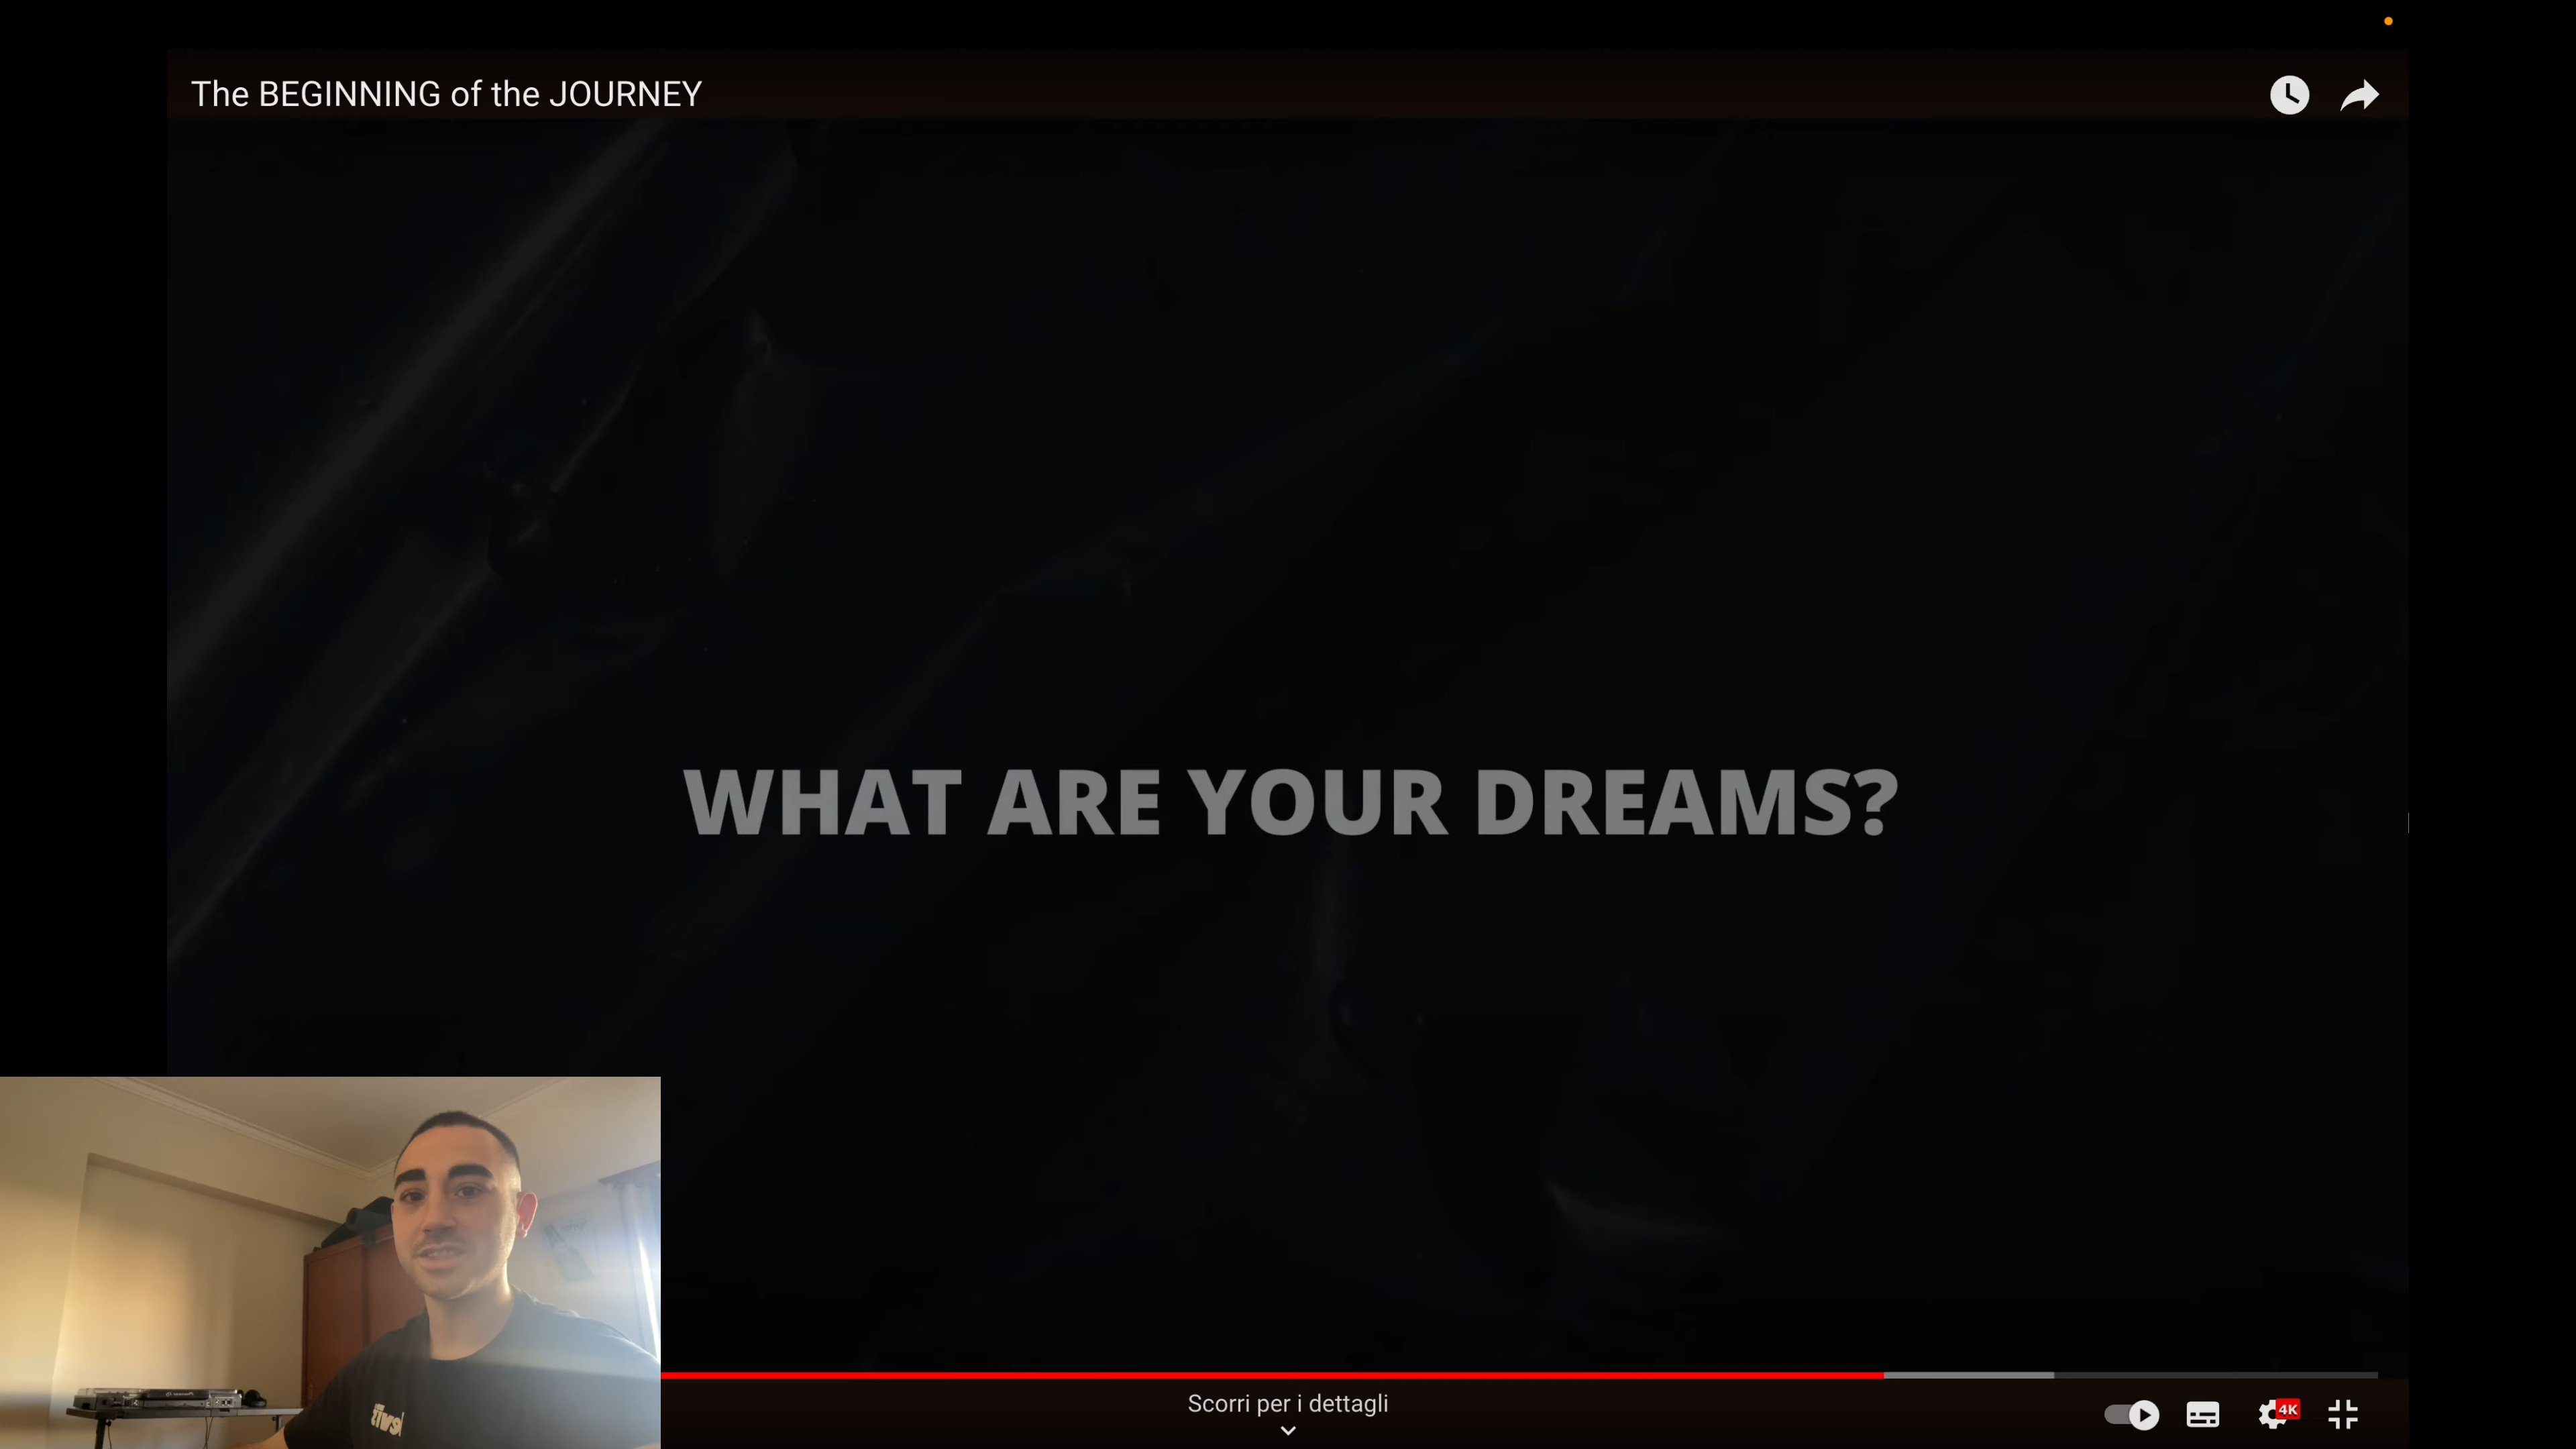 The BEGINNING of the JOURNEY
WHAT ARE YOUR DREAMS?
Scorri per i dettagli
4K